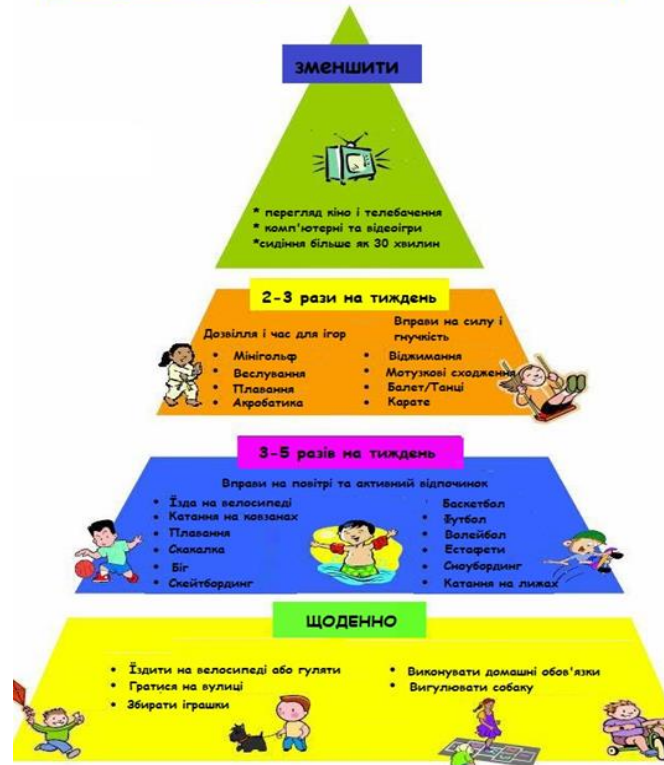 зменшити
* перегляд кіно і телебачення
* комп'ютерні та відеоігри
*сидіння більше як 30 хвилин
2-3 рази на тиждень
Дозвілля і час для ігор
• Мінігольф
• Веслування
• Плавання
• Акробатика
Вправи на силу і
гнучкість
• Віджимання
• Мотузкові сходження
• Балет/Танці
• Карате
3-5 разів на тиждень
Вправи на повітрі та активний відпочинок
• Їзда на велосипеді
• Катання на ковзанах
• Плавання
• Скакалка
• Біг
• Скейтбординг
• Баскетбол
• Футбол
• Волейбол
• Естафети
• Сноубординг
• Катання на лижах
ЩОДЕННО
• Їздити на велосипеді або гуляти
• Гратися на вулиці
• Збирати іграшки
• Виконувати домашні обов'язки
• Вигулювати собаку